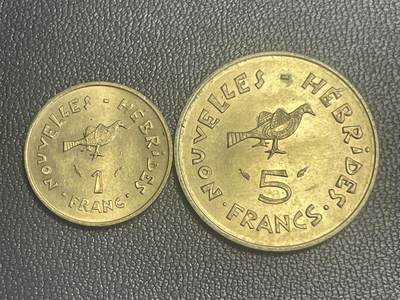 NOUVELLES - HÉBRIDES
1
FRANC
NOUVELLES - HÉBRIDES
5
FRANCS